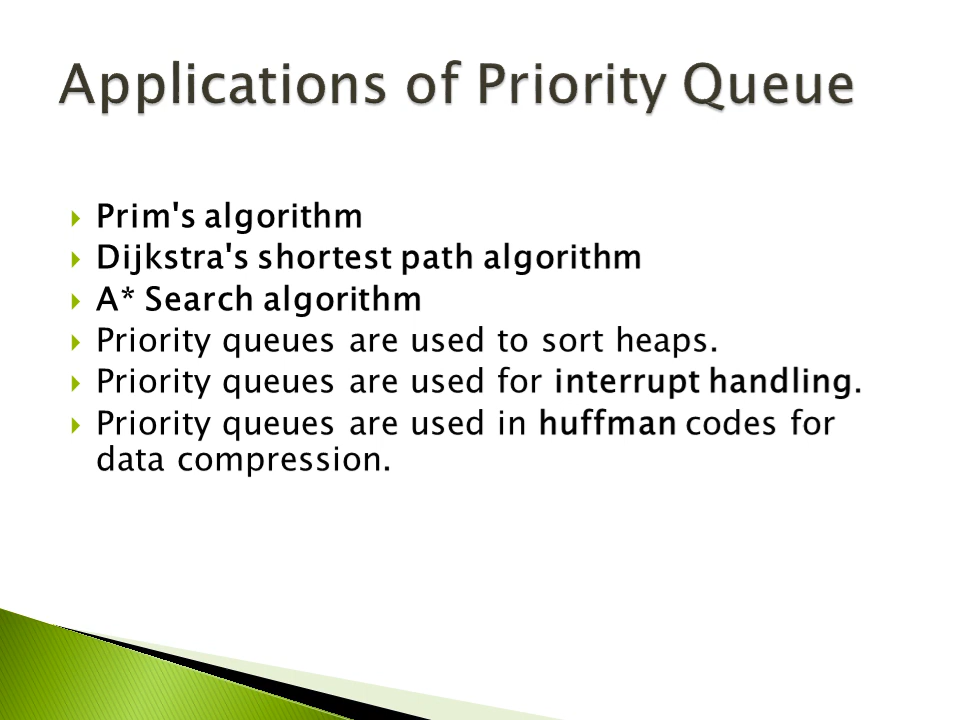 Applications of Priority Queue
Prim's algorithm
Dijkstra's shortest path algorithm
A* Search algorithm
Priority queues are used to sort heaps.
Priority queues are used for interrupt handling.
Priority queues are used in huffman codes for
data compression.